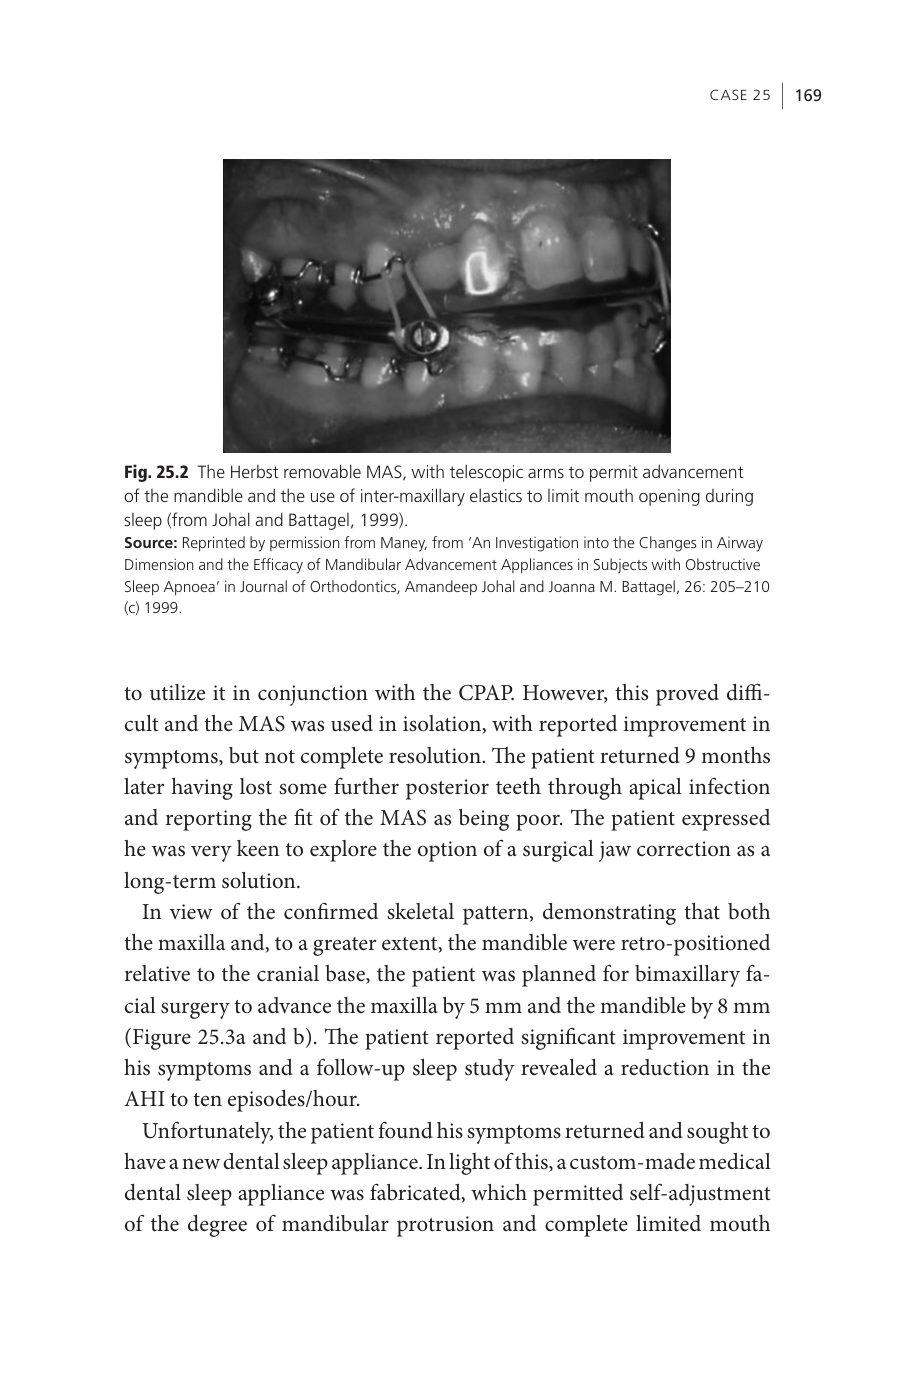 CASE 25 169
Fig. 25.2 The Herbst removable MAS, with telescopic arms to permit advancement
of the mandible and the use of inter-maxillary elastics to limit mouth opening during
sleep (from Johal and Battagel, 1999).
Source: Reprinted by permission from Maney, from ‘An Investigation into the Changes in Airway
Dimension and the Efficacy of Mandibular Advancement Appliances in Subjects with Obstructive
Sleep Apnoea’ in Journal of Orthodontics, Amandeep Johal and Joanna M. Battagel, 26: 205–210
(c) 1999.
to utilize it in conjunction with the CPAP. However, this proved diffi-
cult and the MAS was used in isolation, with reported improvement in
symptoms, but not complete resolution. The patient returned 9 months
later having lost some further posterior teeth through apical infection
and reporting the fit of the MAS as being poor. The patient expressed
he was very keen to explore the option of a surgical jaw correction as a
long-term solution.
In view of the confirmed skeletal pattern, demonstrating that both
the maxilla and, to a greater extent, the mandible were retro-positioned
relative to the cranial base, the patient was planned for bimaxillary fa-
cial surgery to advance the maxilla by 5 mm and the mandible by 8 mm
(Figure 25.3a and b). The patient reported significant improvement in
his symptoms and a follow-up sleep study revealed a reduction in the
AHI to ten episodes/hour.
Unfortunately, the patient found his symptoms returned and sought to
have a new dental sleep appliance. In light of this, a custom-made medical
dental sleep appliance was fabricated, which permitted self-adjustment
of the degree of mandibular protrusion and complete limited mouth